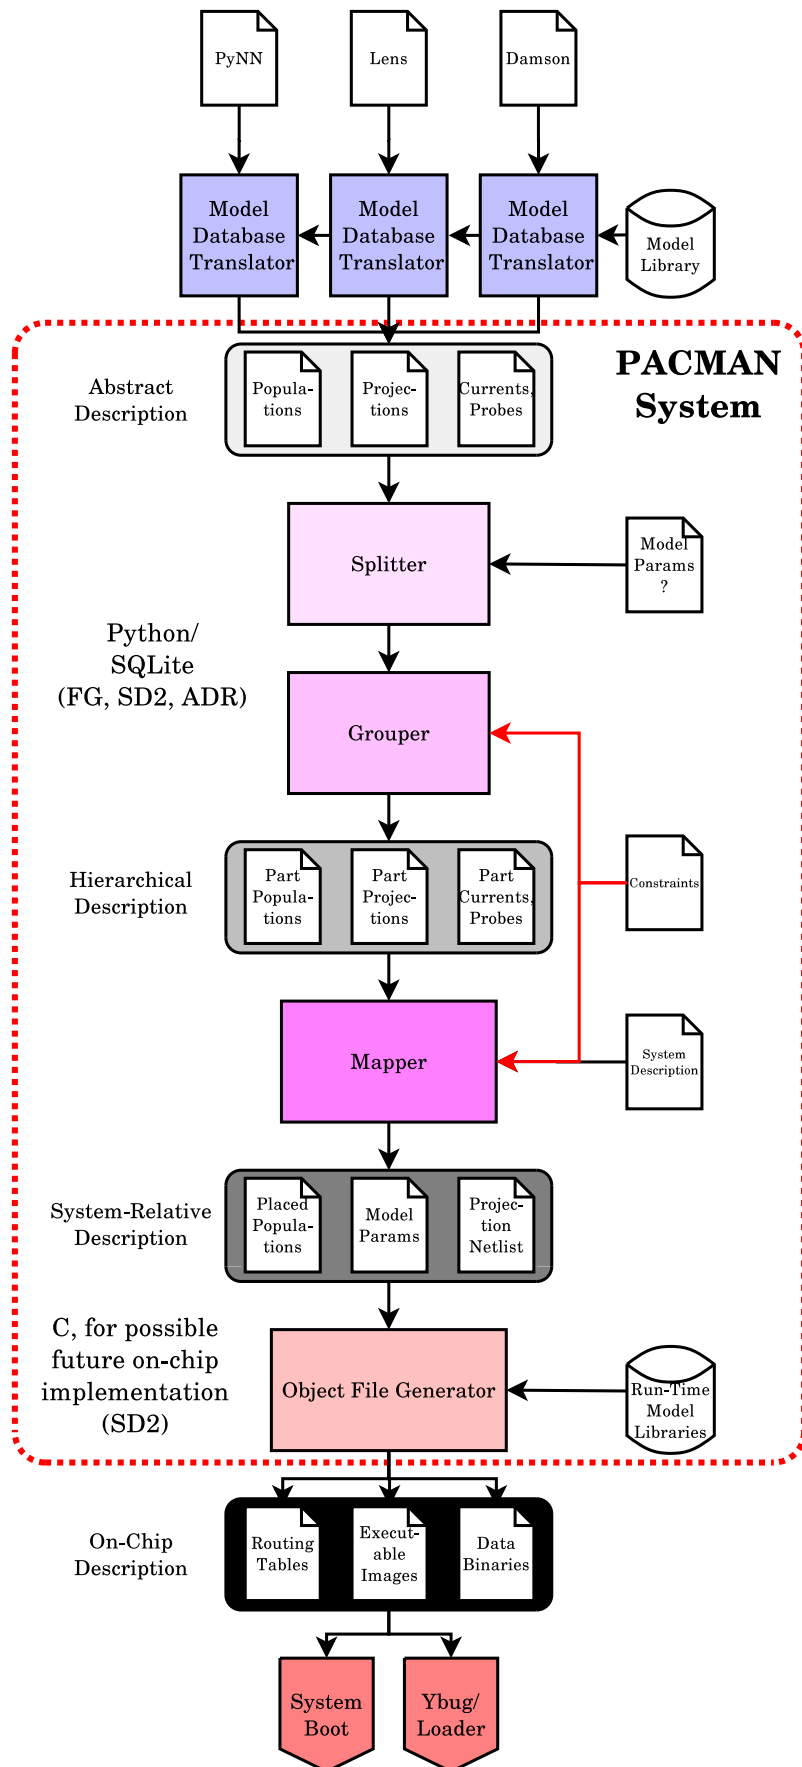 PyNN
Lens
Damson
Model
Database
Translator
Model
Database
Translator
Model
Database
Translator
Model
Library
PACMAN
System
Abstract
Description
Popula-
tions
Projec-
tions
Currents,
Probes
Splitter
Model
Params
?
Python/
SQLite
(FG, SD2, ADR)
Grouper
Hierarchical
Description
Part
Popula-
tions
Part
Projec-
tions
Part
Currents,
Probes
Constraints
Mapper
System
Description
System-Relative
Description
Placed
Popula-
tions
Model
Params
Projec-
tion
Netlist
C, for possible
future on-chip
implementation
(SD2)
Object File Generator
Run-Time
Model
Libraries
On-Chip
Description
Routing
Tables
Execut-
able
Images
Data
Binaries
System
Boot
Ybug/
Loader